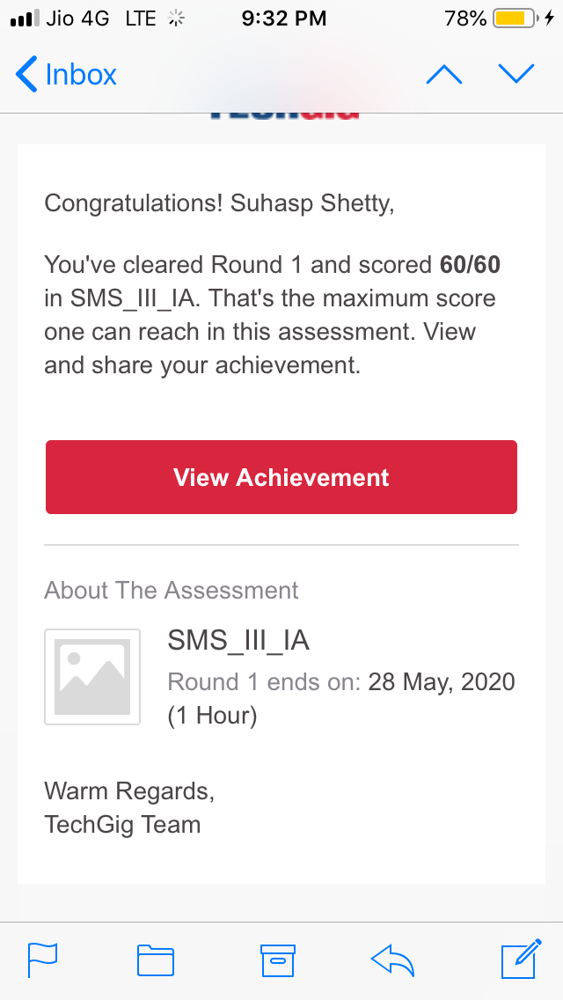 Jio 4G LTE 9:32 PM 78%
Inbox
TECHGIG
Congratulations! Suhasp Shetty,
You've cleared Round 1 and scored 60/60
in SMS_III_IA. That's the maximum score
one can reach in this assessment. View
and share your achievement.
View Achievement
About The Assessment
SMS_III_IA
Round 1 ends on: 28 May, 2020
(1 Hour)
Warm Regards,
TechGig Team